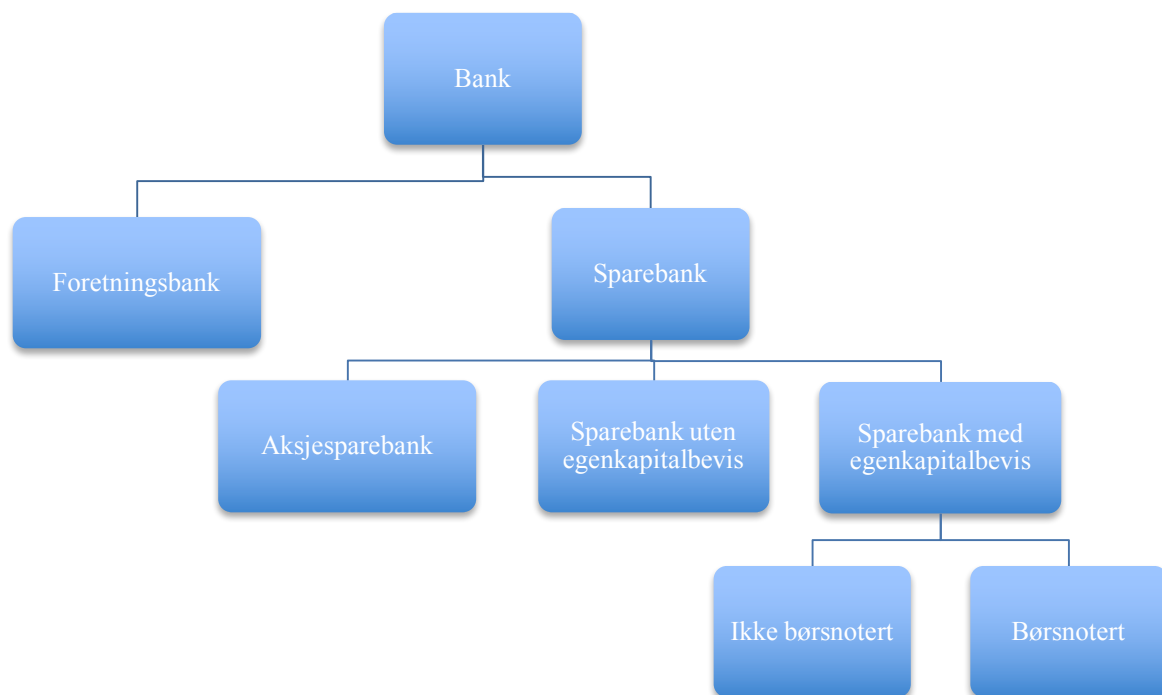 Bank
Foretningsbank
Sparebank
Aksjesparebank
Sparebank uten
egenkapitalbevis
Sparebank med
egenkapitalbevis
Ikke børsnotert
Børsnotert